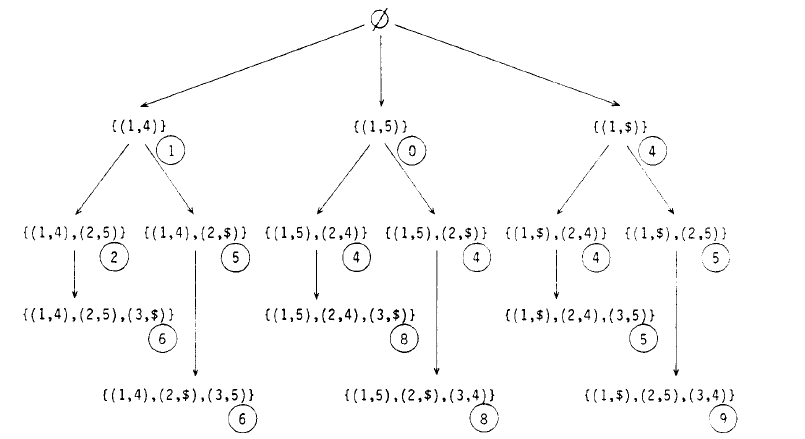 ∅
{(1,4)} {(1,5)} {(1,$)}
1 0 4
{(1,4),(2,5)} {(1,4),(2,$)} {(1,5),(2,4)} {(1,5),(2,$)} {(1,$),(2,4)} {(1,$),(2,5)}
2 5 4 4 4 5
{(1,4),(2,5),(3,$)} {(1,5),(2,4),(3,$)} {(1,$),(2,4),(3,5)}
6 8 5
{(1,4),(2,$),(3,5)} {(1,5),(2,$),(3,4)} {(1,$),(2,5),(3,4)}
6 8 9